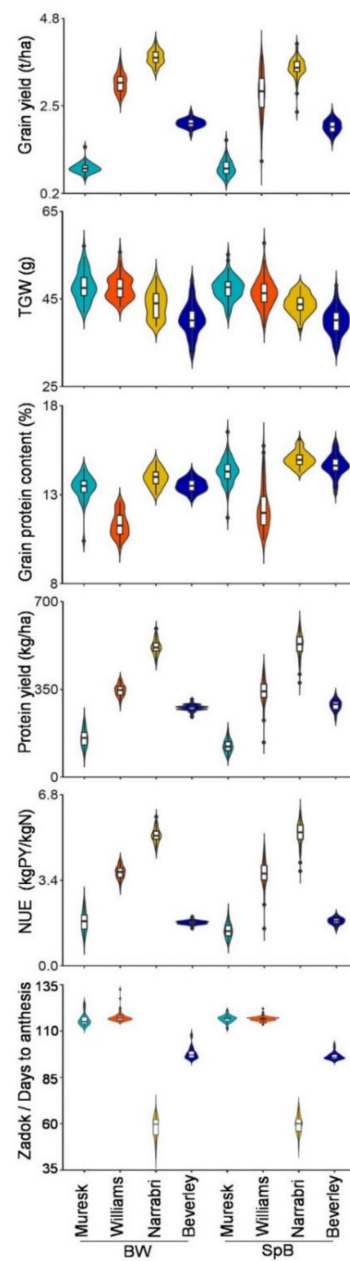 Grain yield (t/ha)
4.8
2.5
0.2
TGW (g)
65
45
25
Grain protein content (%)
18
13
8
Protein yield (kg/ha)
700
350
0
NUE (kgPY/kgN)
6.8
3.4
0.0
Zadok / Days to anthesis
135
110
85
60
35
Muresk Williams Narrabri Beverley Muresk Williams Narrabri Beverley
BW SpB